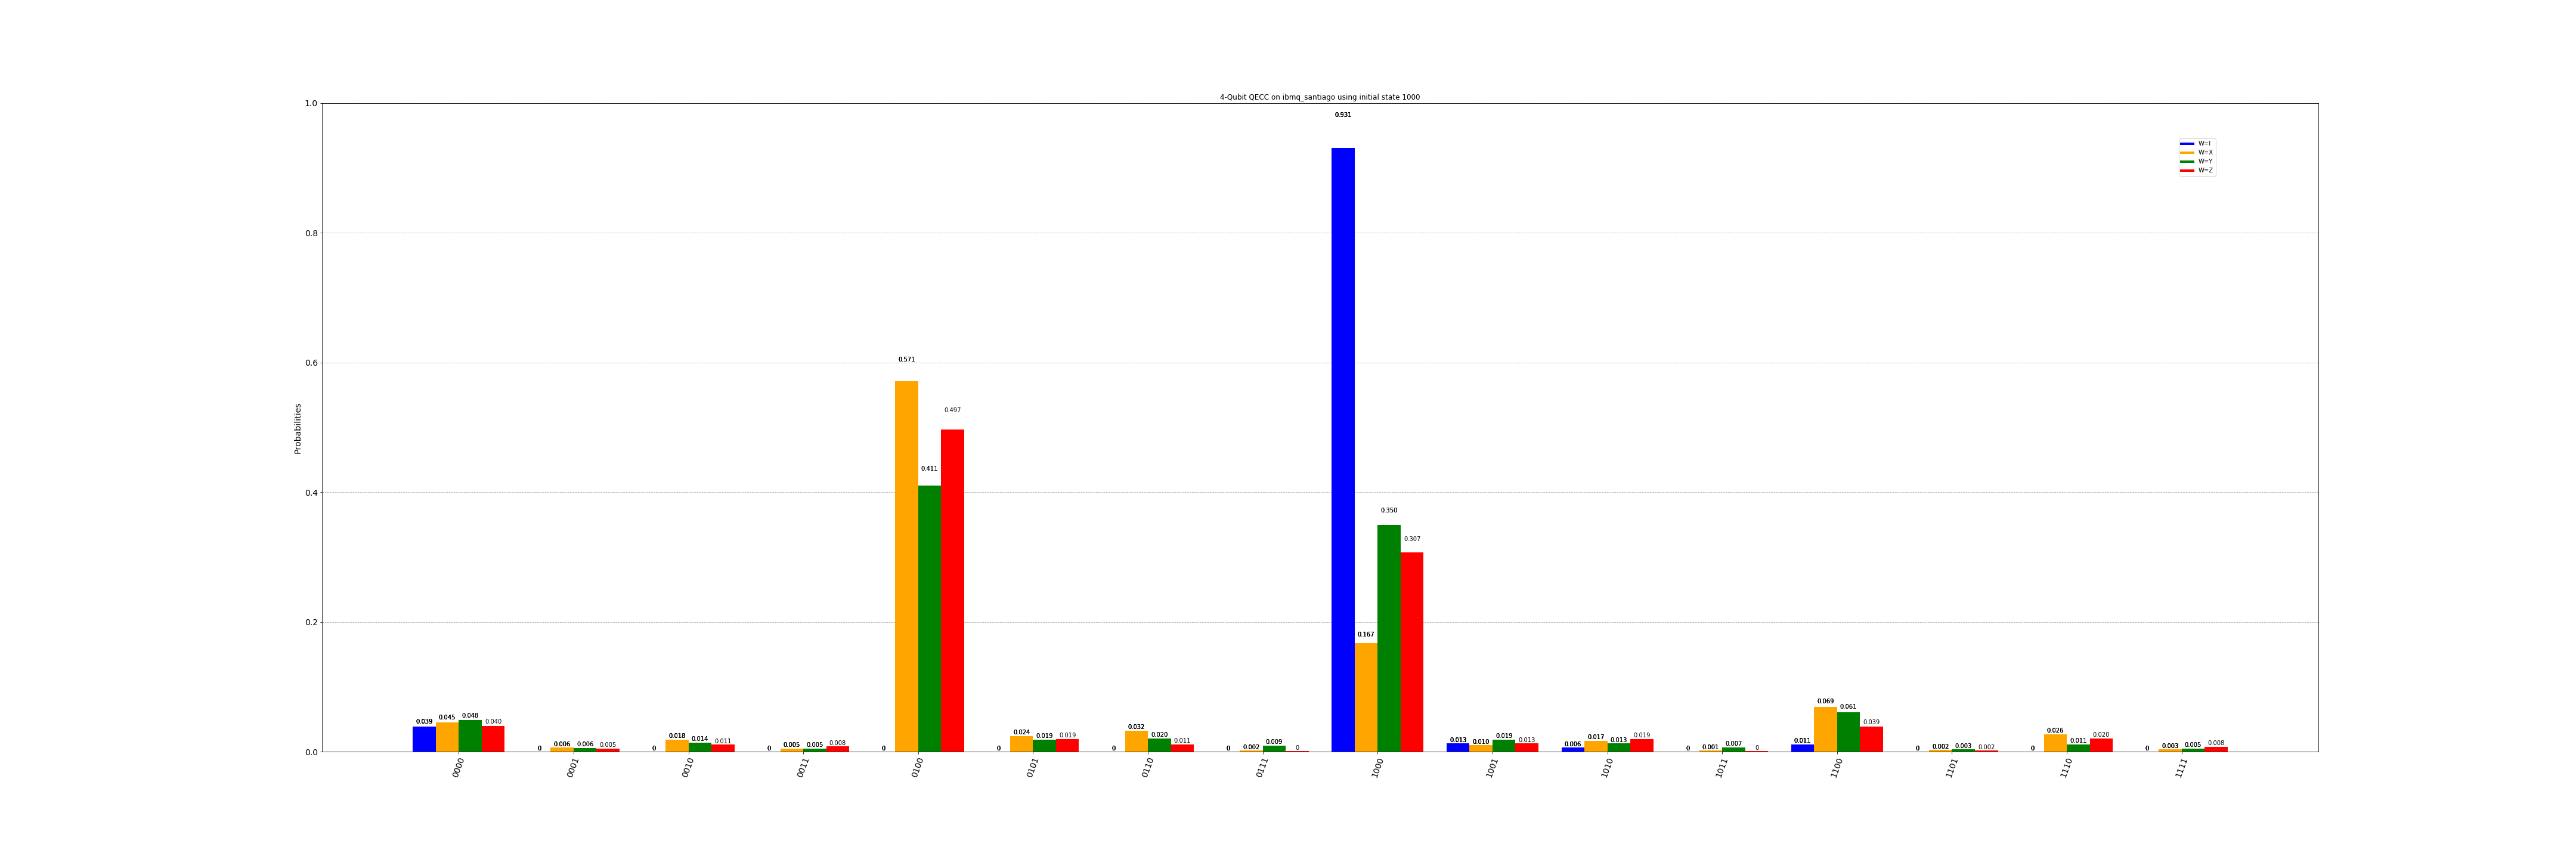 4-Qubit QECC on ibmq_santiago using initial state 1000
Probabilities
1.0
0.8
0.6
0.4
0.2
0.0
W=I
W=X
W=Y
W=Z
0.039 0.045 0.048 0.040
0 0.006 0.006 0.005
0 0.018 0.014 0.011
0 0.005 0.005 0.008
0 0.571 0.411 0.497
0 0.024 0.019 0.019
0 0.032 0.020 0.011
0 0.002 0.009 0
0.931 0.167 0.350 0.307
0.013 0.010 0.019 0.013
0.006 0.017 0.013 0.019
0 0.001 0.007 0
0.011 0.069 0.061 0.039
0 0.002 0.003 0.002
0 0.026 0.011 0.020
0 0.003 0.005 0.008
0000
0001
0010
0011
0100
0101
0110
0111
1000
1001
1010
1011
1100
1101
1110
1111